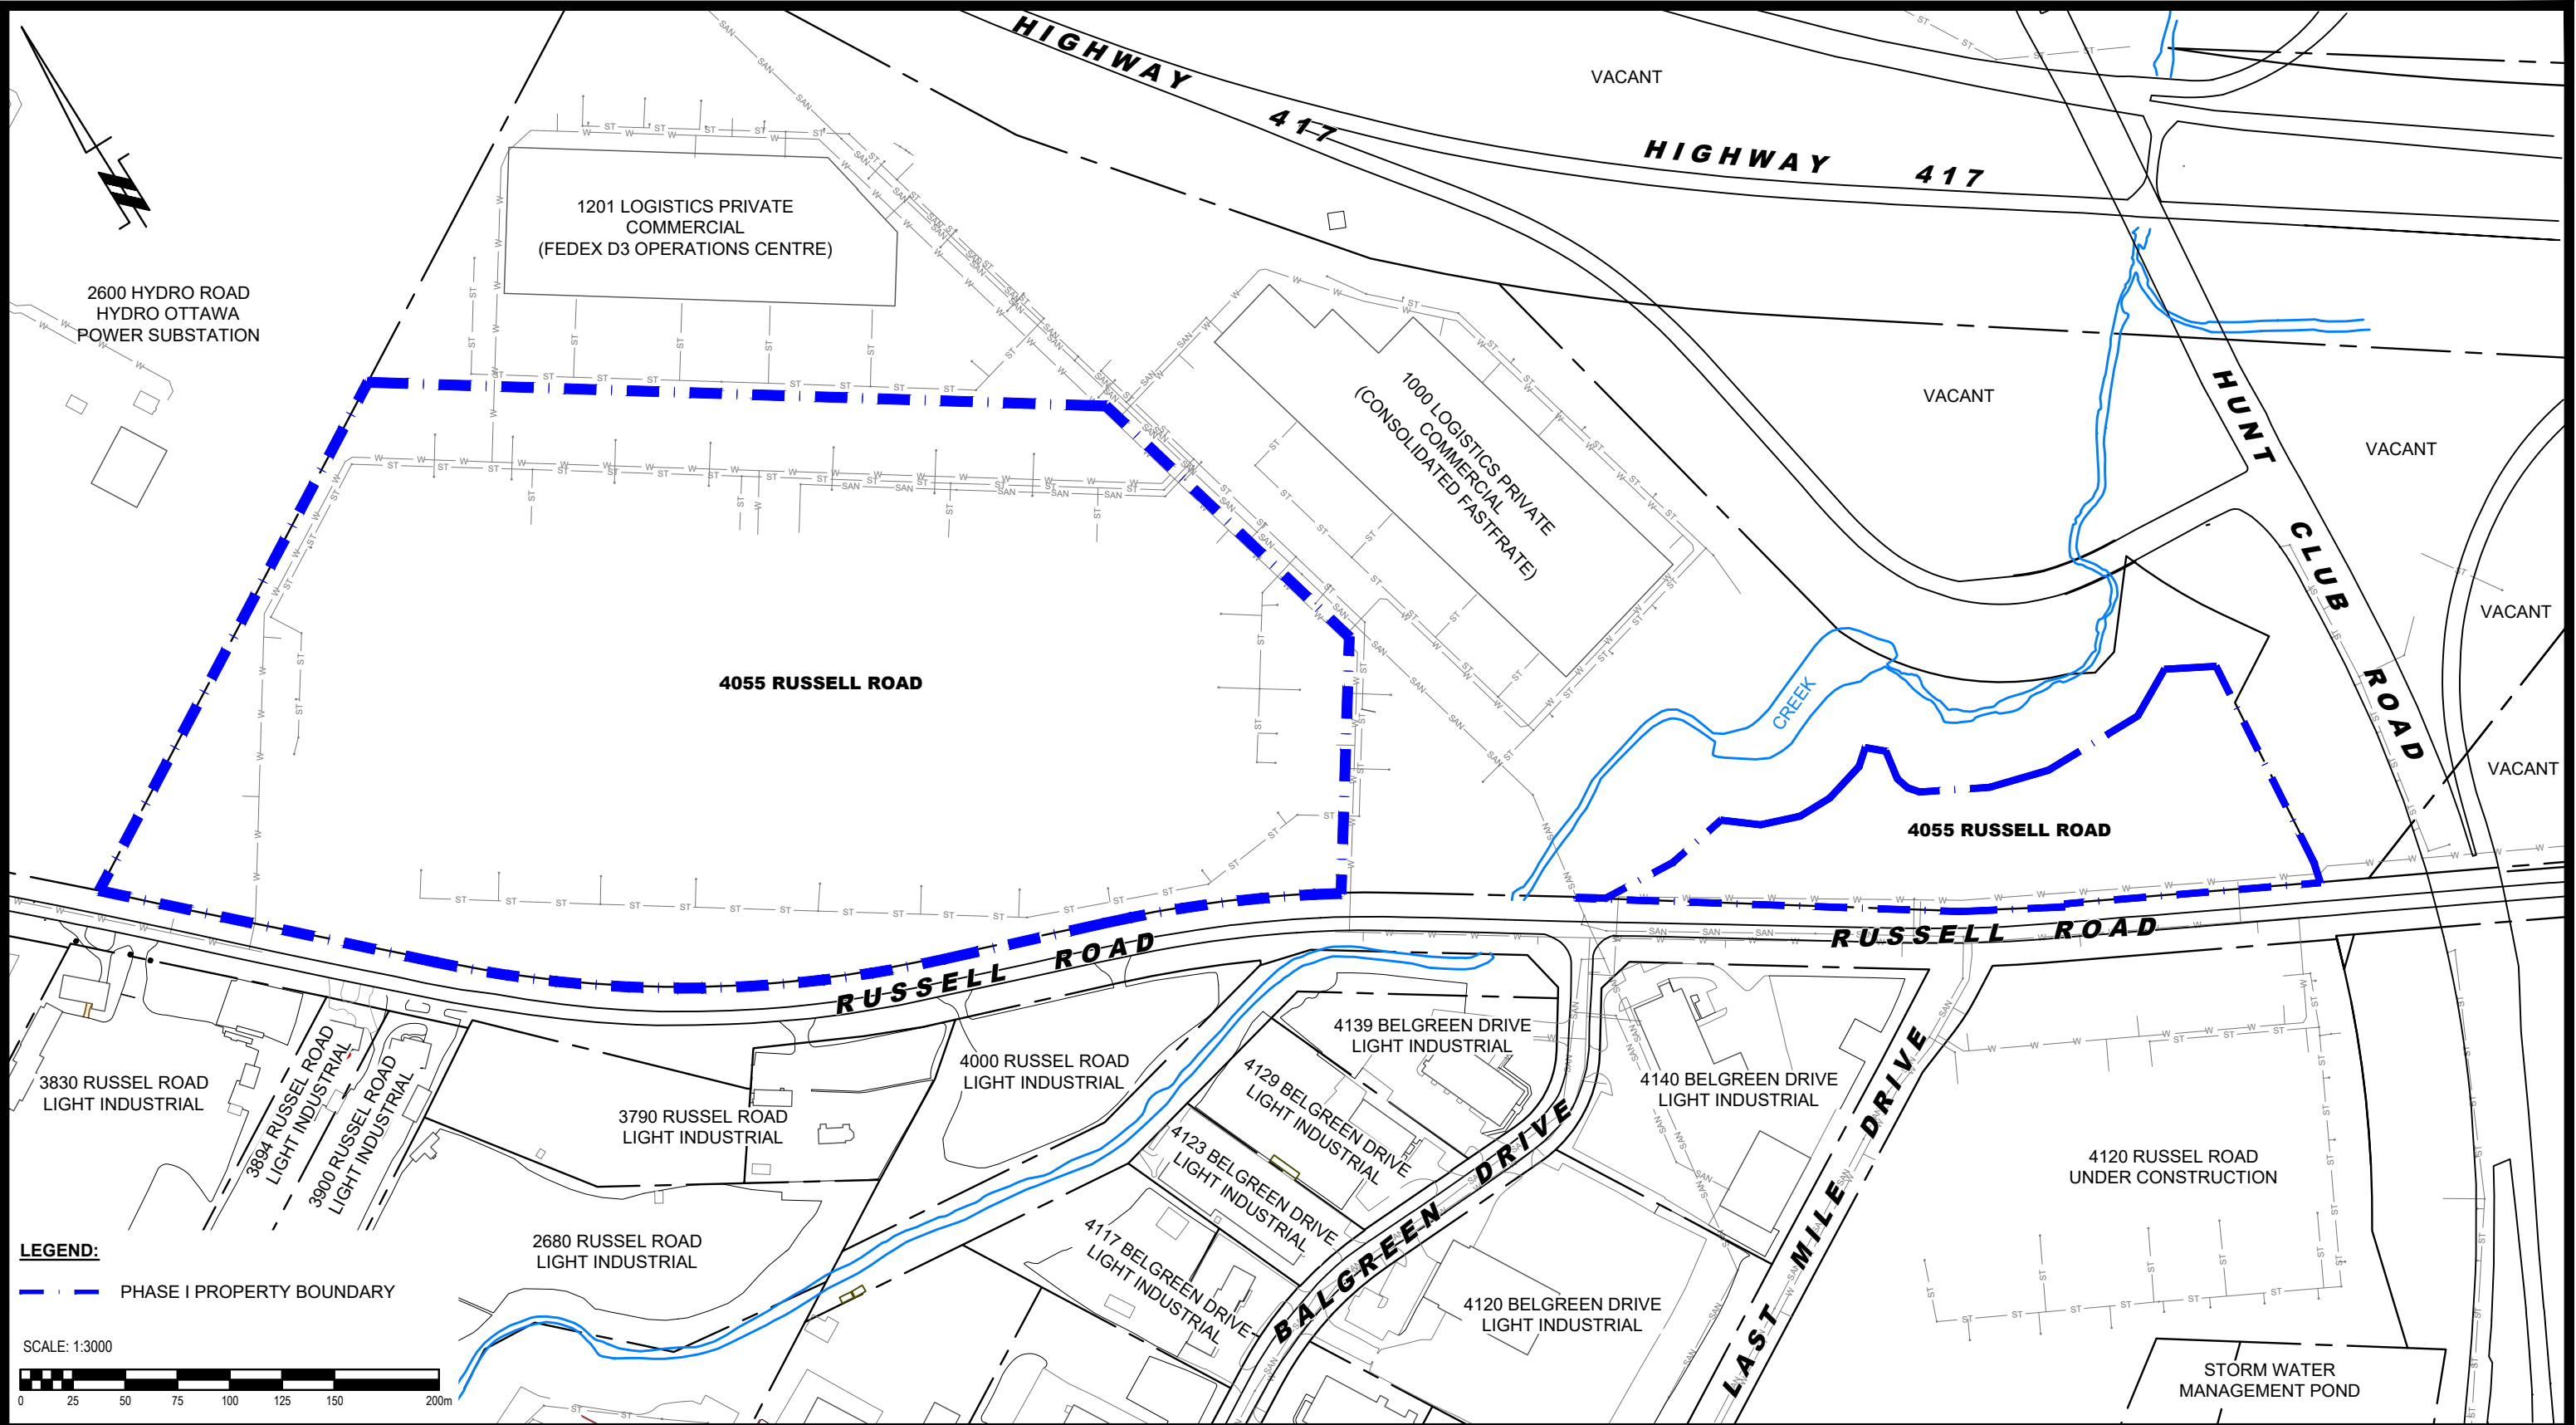 HIGHWAY 417
HIGHWAY 417
VACANT
1201 LOGISTICS PRIVATE
COMMERCIAL
(FEDEX D3 OPERATIONS CENTRE)
2600 HYDRO ROAD
HYDRO OTTAWA
POWER SUBSTATION
1000 LOGISTICS PRIVATE
COMMERCIAL
(CONSOLIDATED FASTFRATE)
VACANT
HUNT CLUB ROAD
VACANT
VACANT
VACANT
4055 RUSSELL ROAD
CREEK
4055 RUSSELL ROAD
RUSSELL ROAD
RUSSELL ROAD
3830 RUSSEL ROAD
LIGHT INDUSTRIAL
3894 RUSSEL ROAD
LIGHT INDUSTRIAL
3900 RUSSEL ROAD
LIGHT INDUSTRIAL
3790 RUSSEL ROAD
LIGHT INDUSTRIAL
4000 RUSSEL ROAD
LIGHT INDUSTRIAL
4139 BELGREEN DRIVE
LIGHT INDUSTRIAL
4129 BELGREEN DRIVE
LIGHT INDUSTRIAL
4123 BELGREEN DRIVE
LIGHT INDUSTRIAL
4117 BELGREEN DRIVE
LIGHT INDUSTRIAL
BALGREEN DRIVE
4140 BELGREEN DRIVE
LIGHT INDUSTRIAL
LAST MILE DRIVE
4120 RUSSEL ROAD
UNDER CONSTRUCTION
2680 RUSSEL ROAD
LIGHT INDUSTRIAL
4120 BELGREEN DRIVE
LIGHT INDUSTRIAL
STORM WATER
MANAGEMENT POND
LEGEND:
PHASE I PROPERTY BOUNDARY
SCALE: 1:3000
0 25 50 75 100 125 150 200m